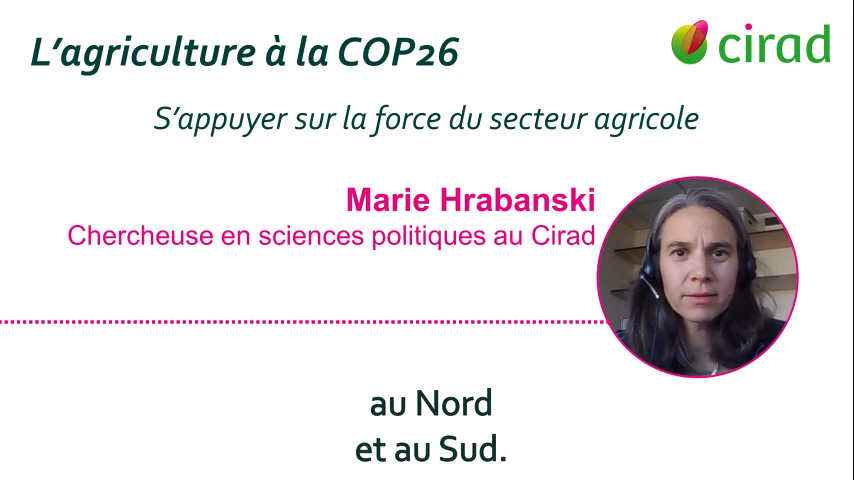 L'agriculture à la COP26
cirad
S'appuyer sur la force du secteur agricole
Marie Hrabanski
Chercheuse en sciences politiques au Cirad
au Nord
et au Sud.